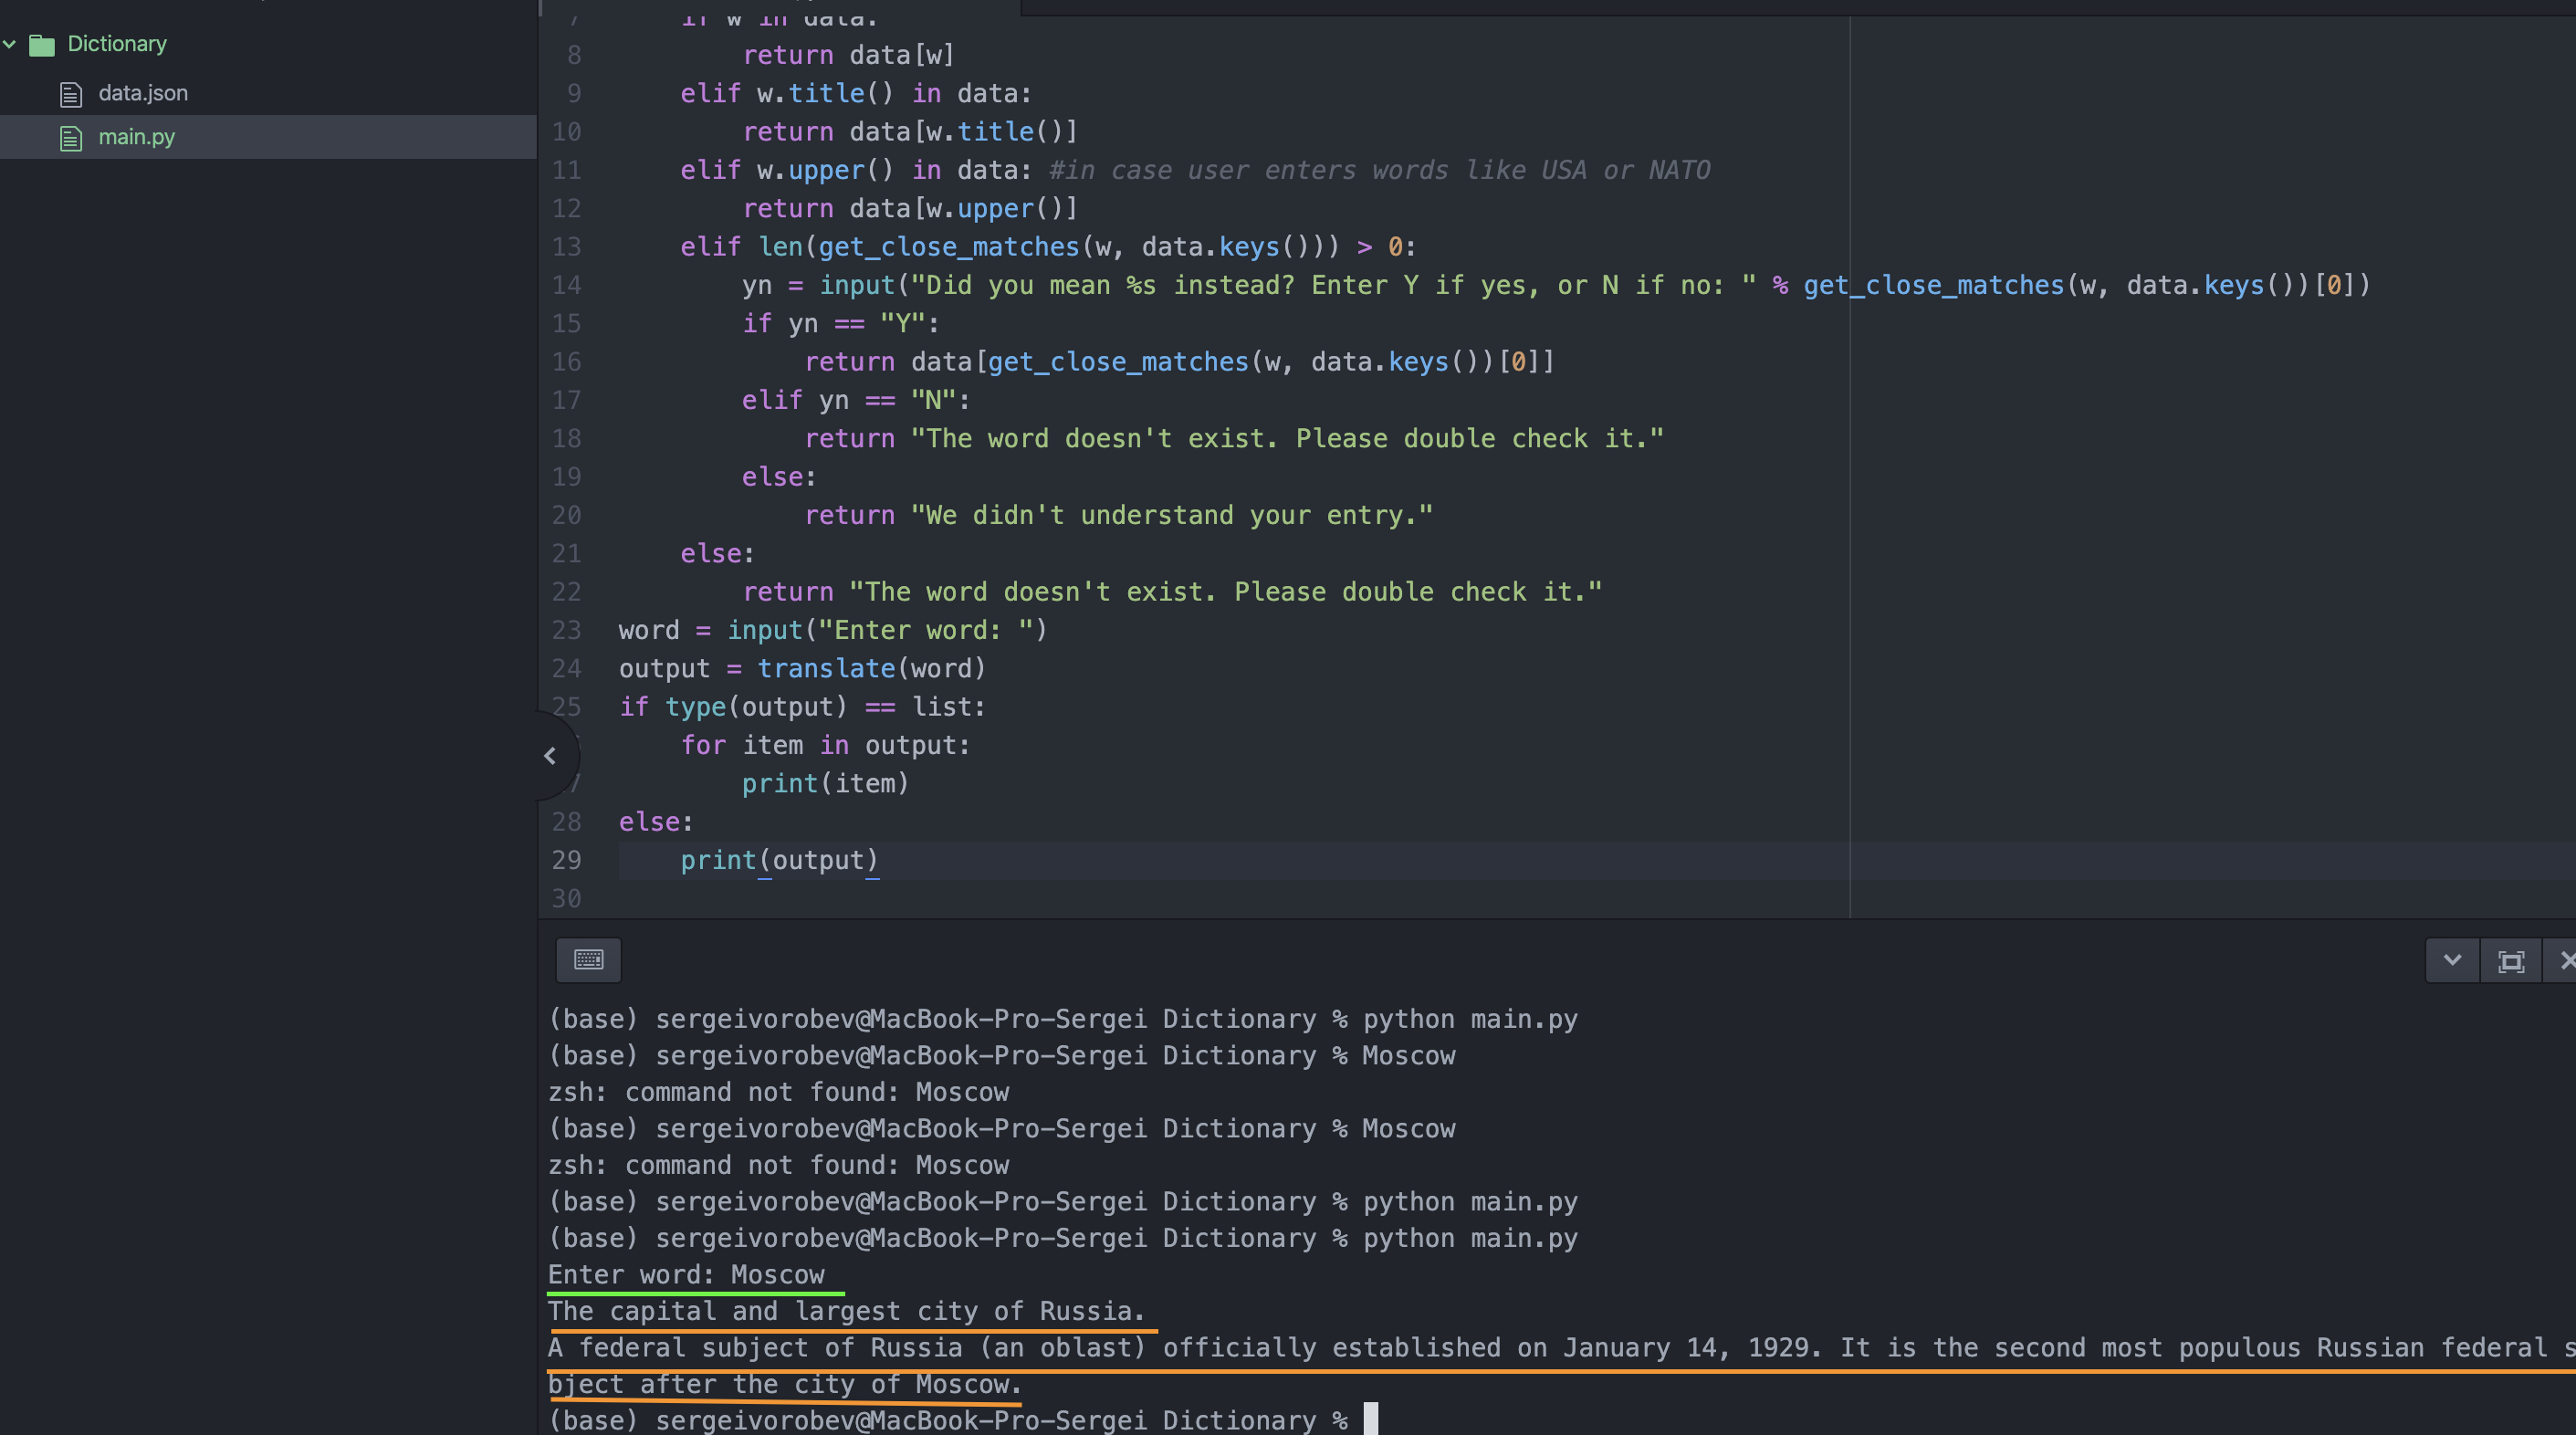 Dictionary
data.json
main.py
7 if w in data:
8 return data[w]
9 elif w.title() in data:
10 return data[w.title()]
11 elif w.upper() in data: #in case user enters words like USA or NATO
12 return data[w.upper()]
13 elif len(get_close_matches(w, data.keys())) > 0:
14 yn = input("Did you mean %s instead? Enter Y if yes, or N if no: " % get_close_matches(w, data.keys())[0])
15 if yn == "Y":
16 return data[get_close_matches(w, data.keys())[0]]
17 elif yn == "N":
18 return "The word doesn't exist. Please double check it."
19 else:
20 return "We didn't understand your entry."
21 else:
22 return "The word doesn't exist. Please double check it."
23 word = input("Enter word: ")
24 output = translate(word)
25 if type(output) == list:
for item in output:
7 print(item)
28 else:
29 print(output)
30
(base) sergeivorobev@MacBook-Pro-Sergei Dictionary % python main.py
(base) sergeivorobev@MacBook-Pro-Sergei Dictionary % Moscow
zsh: command not found: Moscow
(base) sergeivorobev@MacBook-Pro-Sergei Dictionary % Moscow
zsh: command not found: Moscow
(base) sergeivorobev@MacBook-Pro-Sergei Dictionary % python main.py
(base) sergeivorobev@MacBook-Pro-Sergei Dictionary % python main.py
Enter word: Moscow
The capital and largest city of Russia.
A federal subject of Russia (an oblast) officially established on January 14, 1929. It is the second most populous Russian federal s
bject after the city of Moscow.
(base) sergeivorobev@MacBook-Pro-Sergei Dictionary %